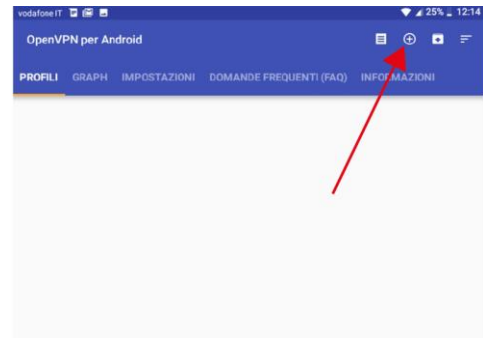 vodafone IT 25% 12:14
OpenVPN per Android
PROFILI GRAPH IMPOSTAZIONI DOMANDE FREQUENTI (FAQ) INFORMAZIONI